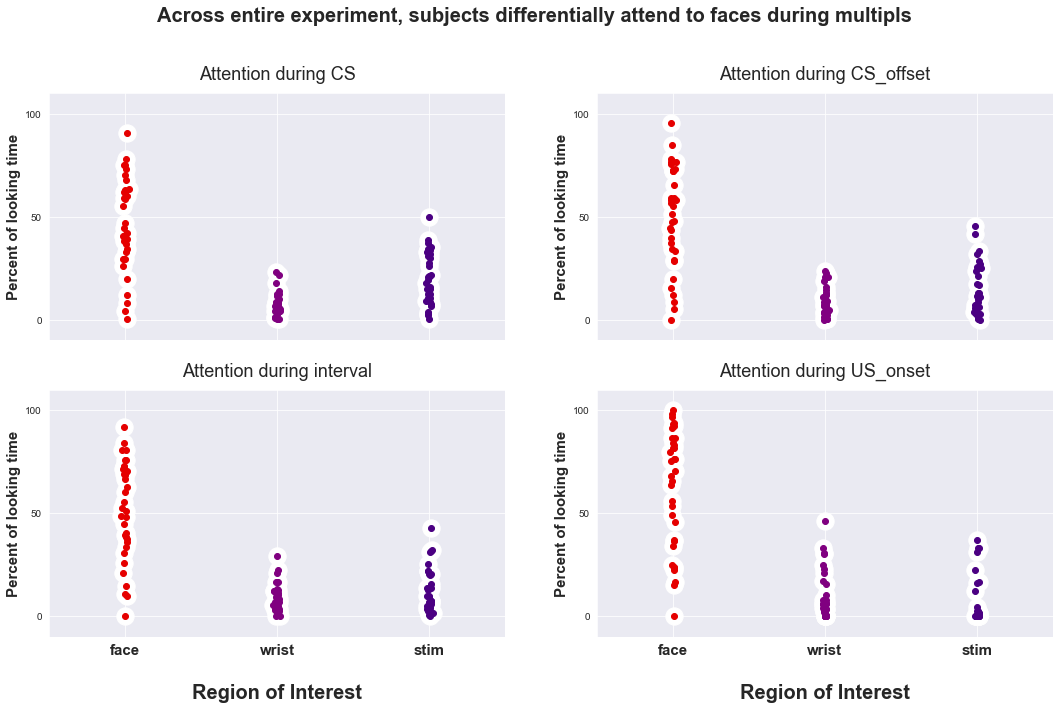 Across entire experiment, subjects differentially attend to faces during multipls
Attention during CS
Attention during CS_offset
Percent of looking time
100
50
0
Percent of looking time
100
50
0
Attention during interval
Attention during US_onset
Percent of looking time
100
50
0
Percent of looking time
100
50
0
face wrist stim
face wrist stim
Region of Interest
Region of Interest